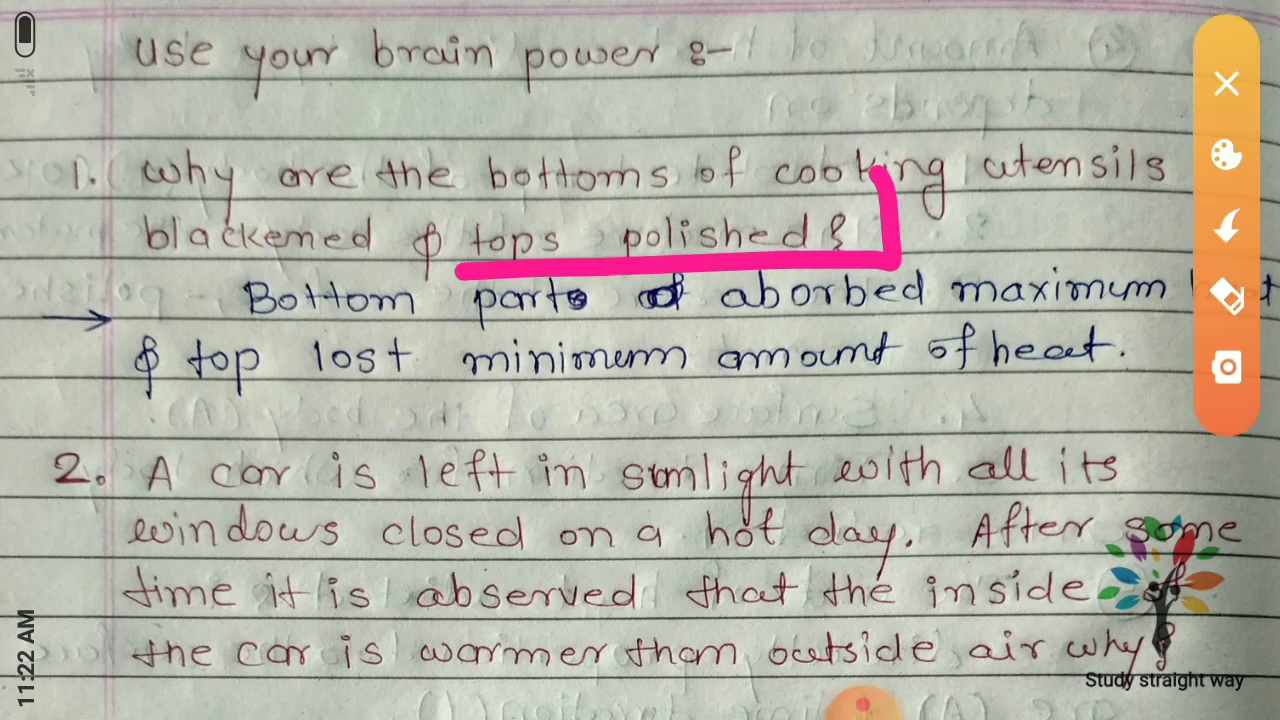 use your brain power :-
1. why are the bottoms of cooking utensils
blackened & tops polished?
→ Bottom parts of aborbed maximum
& top lost minimum amount of heat.
2. A car is left in sunlight with all its
windows closed on a hot day. After some
time it is observed that the inside of
the car is warmer than outside air why?
Study straight way
11:22 AM